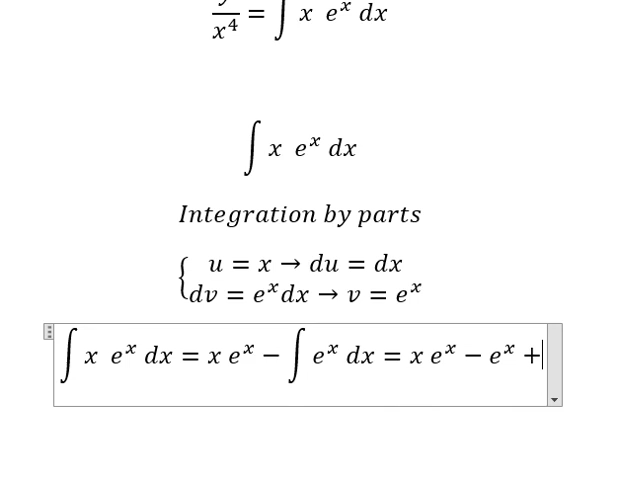 y/x⁴ = ∫ x eˣ dx
∫ x eˣ dx
Integration by parts
{ u = x → du = dx
dv = eˣdx → v = eˣ
∫ x eˣ dx = x eˣ − ∫ eˣ dx = x eˣ − eˣ +